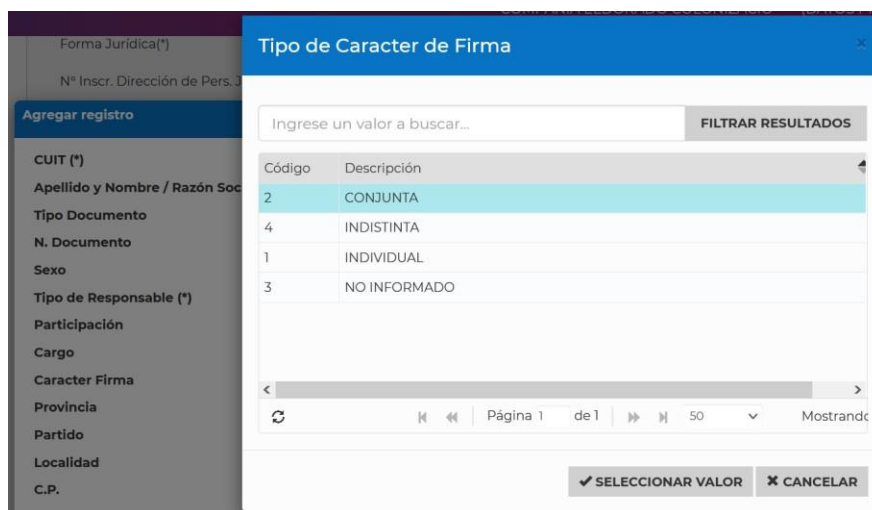 Forma Jurídica(*)
Nº Inscr. Dirección de Pers. J
Agregar registro
CUIT (*)
Apellido y Nombre / Razón Soc
Tipo Documento
N. Documento
Sexo
Tipo de Responsable (*)
Participación
Cargo
Caracter Firma
Provincia
Partido
Localidad
C.P.
Tipo de Caracter de Firma
Ingrese un valor a buscar...
FILTRAR RESULTADOS
Código Descripción
2 CONJUNTA
4 INDISTINTA
1 INDIVIDUAL
3 NO INFORMADO
Página 1 de 1 50 Mostrando
SELECCIONAR VALOR
CANCELAR